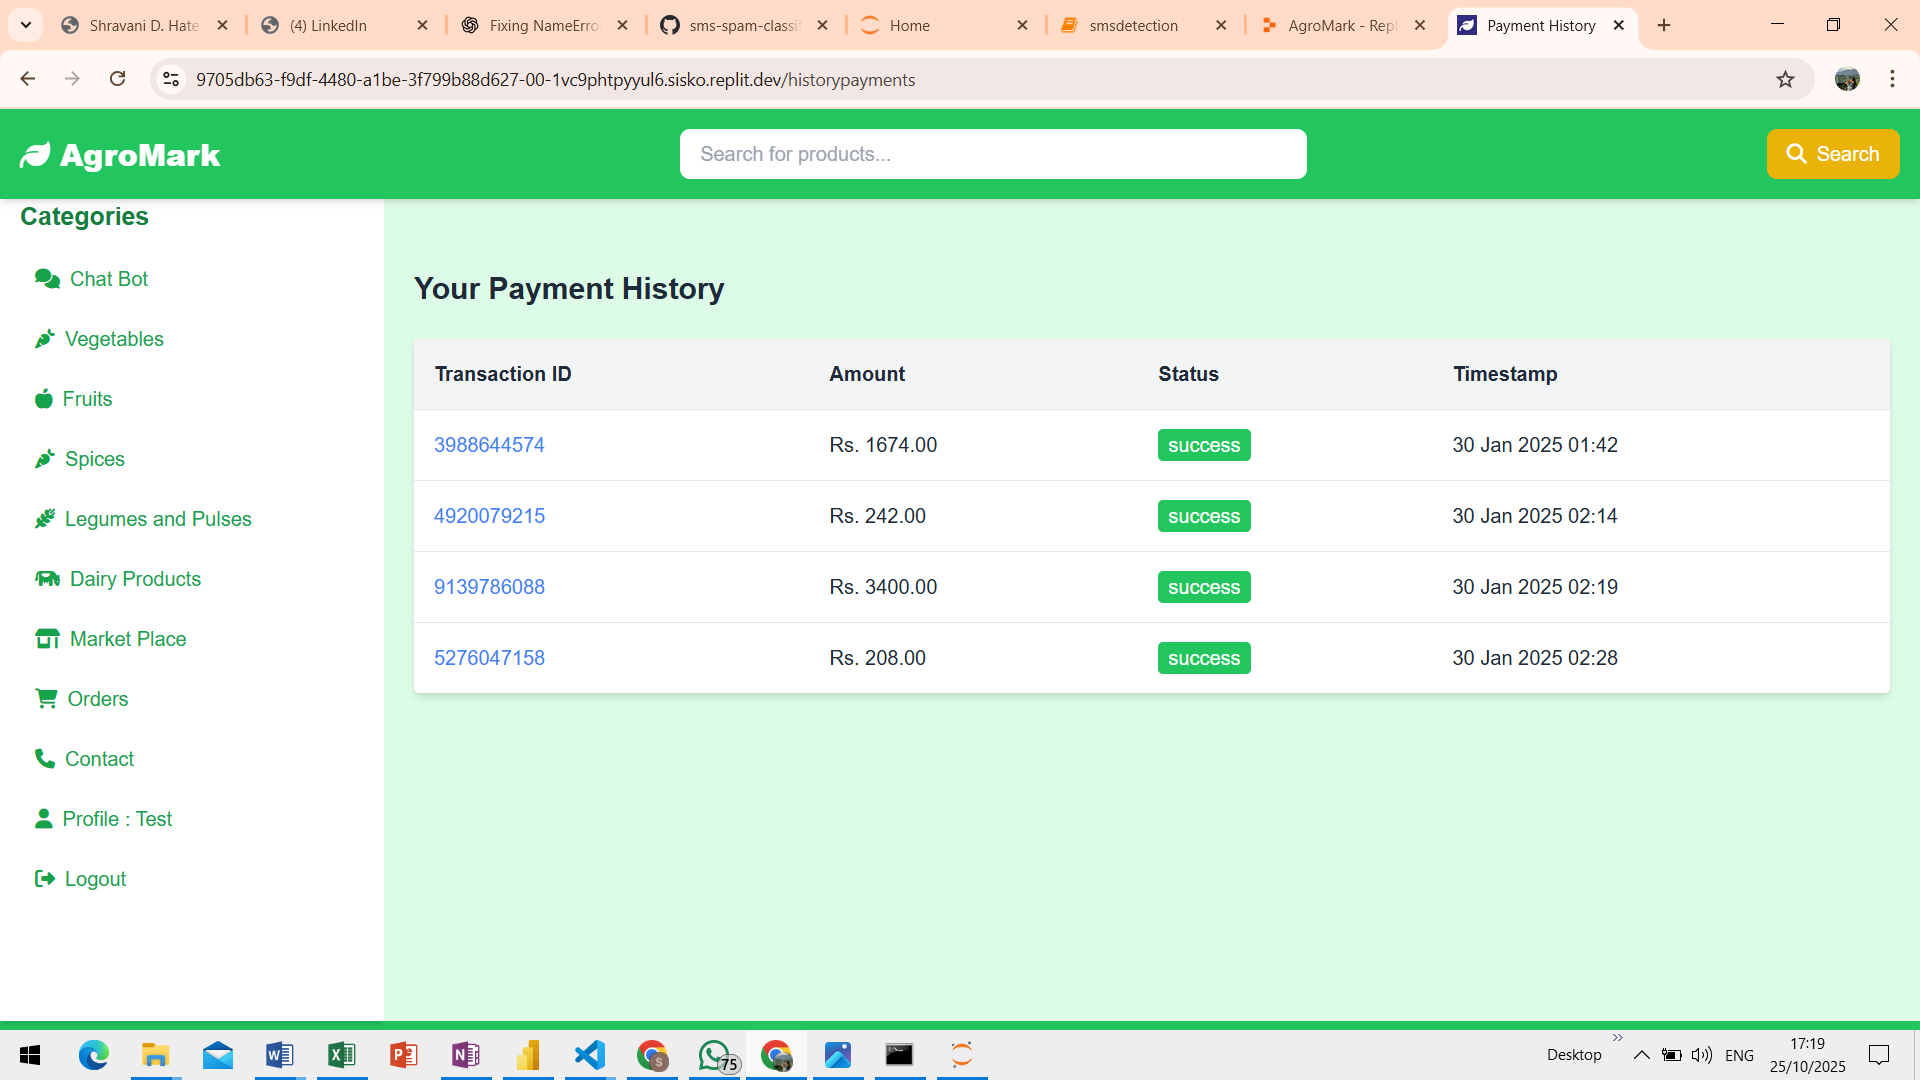 Shravani D. Hate
(4) LinkedIn
Fixing NameErro
sms-spam-classif
Home
smsdetection
AgroMark - Repl
Payment History
9705db63-f9df-4480-a1be-3f799b88d627-00-1vc9phtpyyul6.sisko.replit.dev/historypayments
AgroMark
Search for products...
Search
Categories
Chat Bot
Vegetables
Fruits
Spices
Legumes and Pulses
Dairy Products
Market Place
Orders
Contact
Profile : Test
Logout
Your Payment History
Transaction ID Amount Status Timestamp
3988644574 Rs. 1674.00 success 30 Jan 2025 01:42
4920079215 Rs. 242.00 success 30 Jan 2025 02:14
9139786088 Rs. 3400.00 success 30 Jan 2025 02:19
5276047158 Rs. 208.00 success 30 Jan 2025 02:28
S
75
Desktop
ENG
17:19
25/10/2025